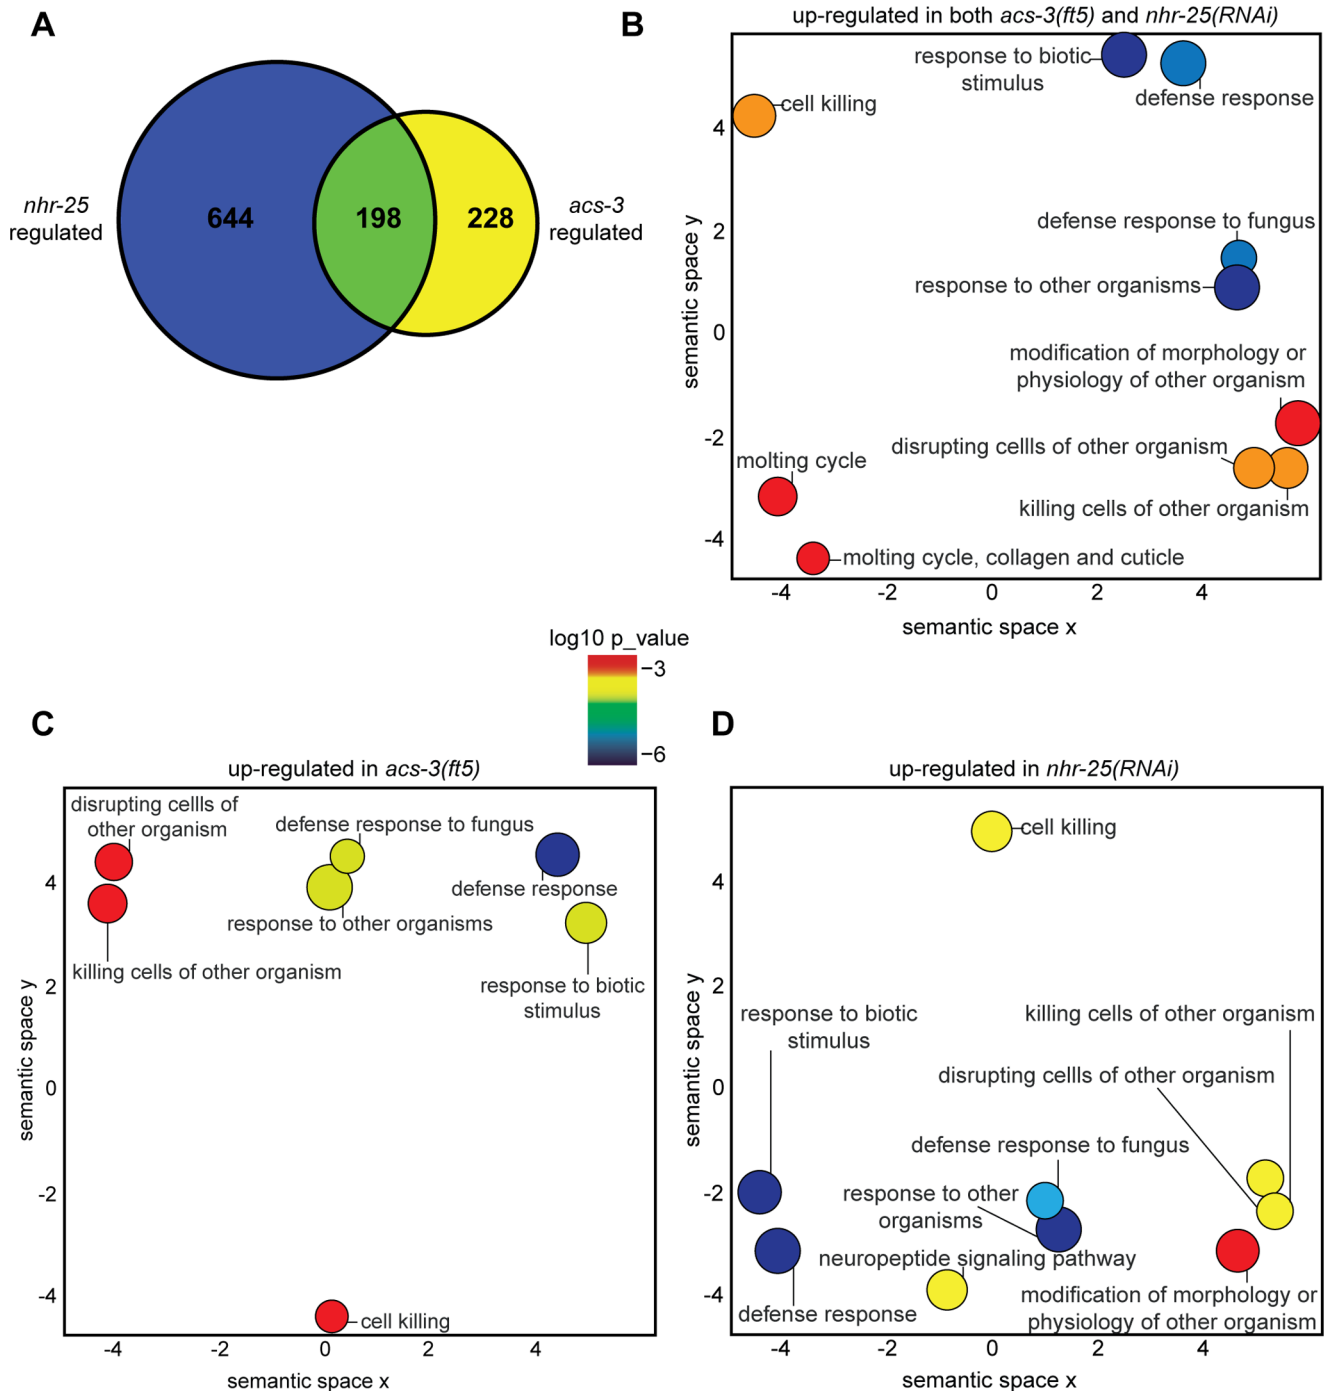 A
nhr-25
regulated
644
198
228
acs-3
regulated
B
up-regulated in both acs-3(ft5) and nhr-25(RNAi)
response to biotic
stimulus
defense response
cell killing
defense response to fungus
response to other organisms
modification of morphology or
physiology of other organism
disrupting cellls of other organism
killing cells of other organism
molting cycle
molting cycle, collagen and cuticle
4
2
0
-2
-4
semantic space y
-4
-2
0
2
4
semantic space x
log10 p_value
-3
-6
C
up-regulated in acs-3(ft5)
disrupting cellls of
other organism
defense response to fungus
defense response
response to other organisms
killing cells of other organism
response to biotic
stimulus
cell killing
4
2
0
-2
-4
semantic space y
-4
-2
0
2
4
semantic space x
D
up-regulated in nhr-25(RNAi)
cell killing
response to biotic
stimulus
killing cells of other organism
disrupting cellls of other organism
defense response to fungus
response to other
organisms
neuropeptide signaling pathway
defense response
modification of morphology or
physiology of other organism
4
2
0
-2
-4
semantic space y
-4
-2
0
2
4
semantic space x